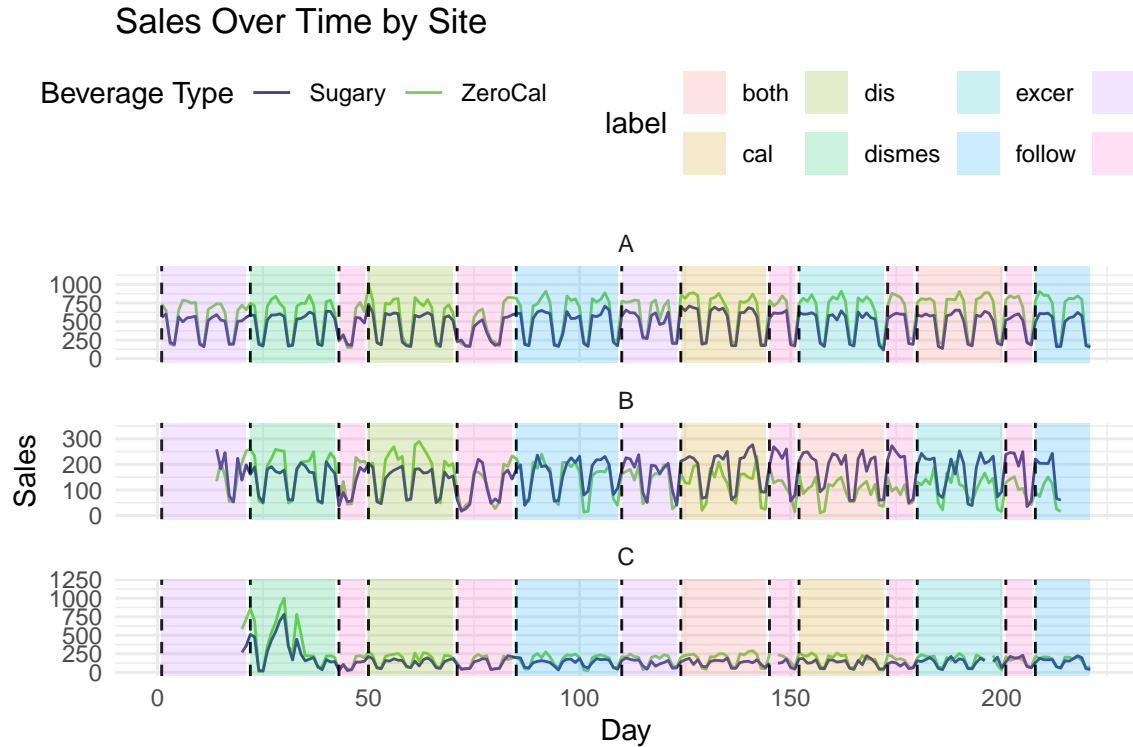 Sales Over Time by Site
Beverage Type Sugary ZeroCal
label both dis excer
cal dismes follow
A
1000
750
500
250
0
B
300
200
100
0
C
1250
1000
750
500
250
0
Sales
0 50 100 150 200
Day